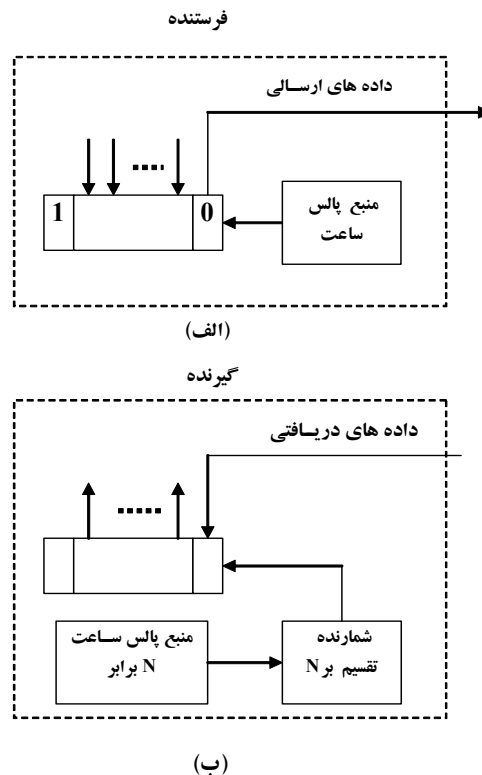 فرستنده
داده های ارسالی
1
0
منبع پالس
ساعت
(الف)
گیرنده
داده های دریافتی
منبع پالس ساعت
N برابر
شمارنده
تقسیم بر N
(ب)